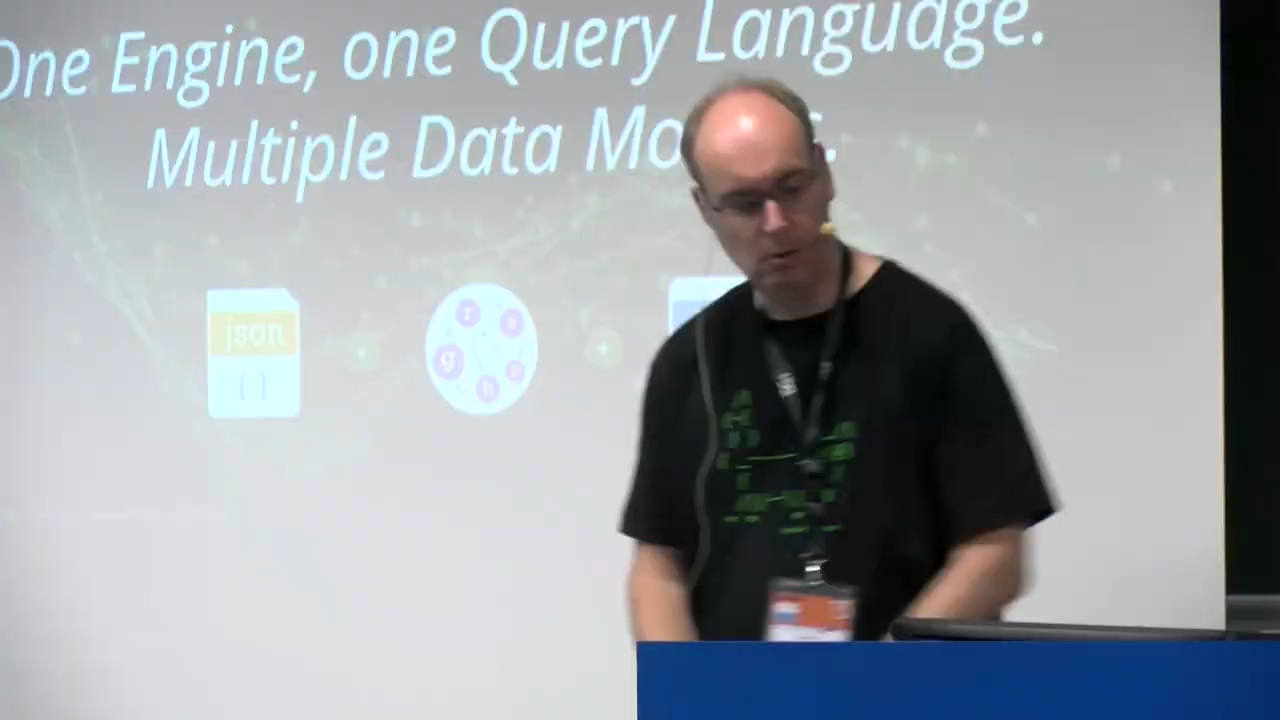 One Engine, one Query Language.
Multiple Data Mo
json
{ }
g r a p h